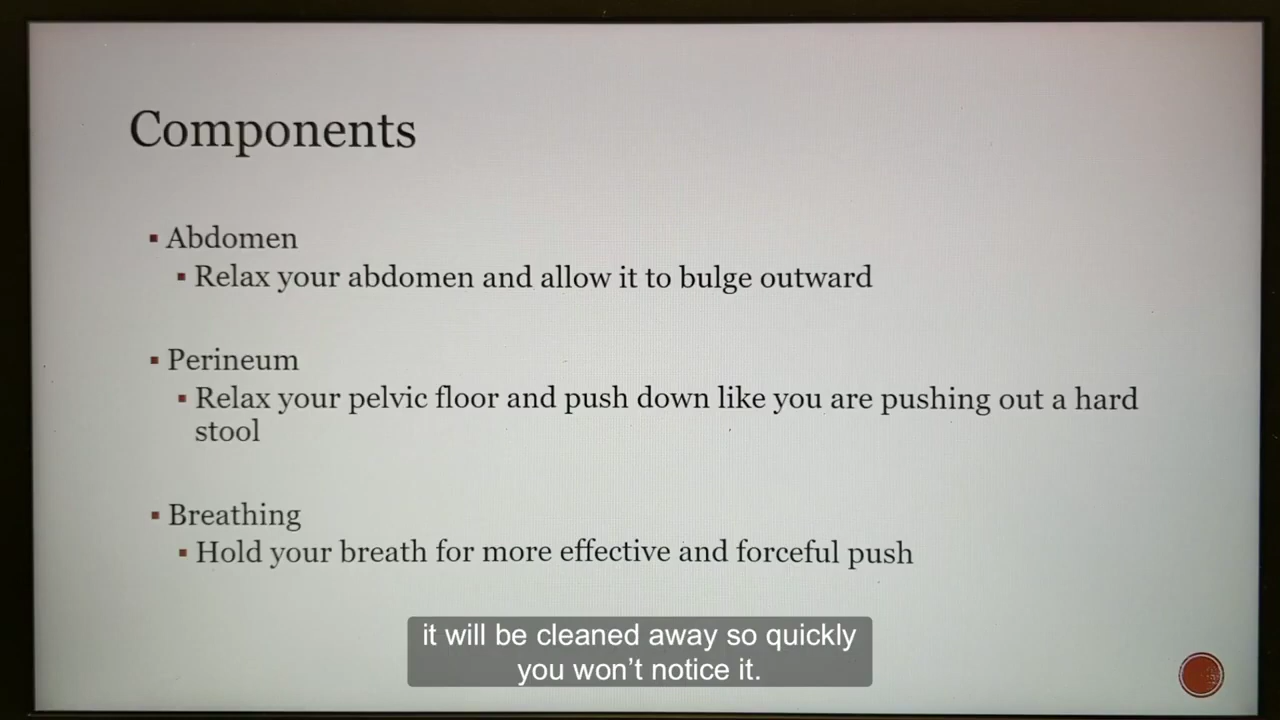 Components
▪ Abdomen
▪ Relax your abdomen and allow it to bulge outward
▪ Perineum
▪ Relax your pelvic floor and push down like you are pushing out a hard
stool
▪ Breathing
▪ Hold your breath for more effective and forceful push
it will be cleaned away so quickly
you won't notice it.